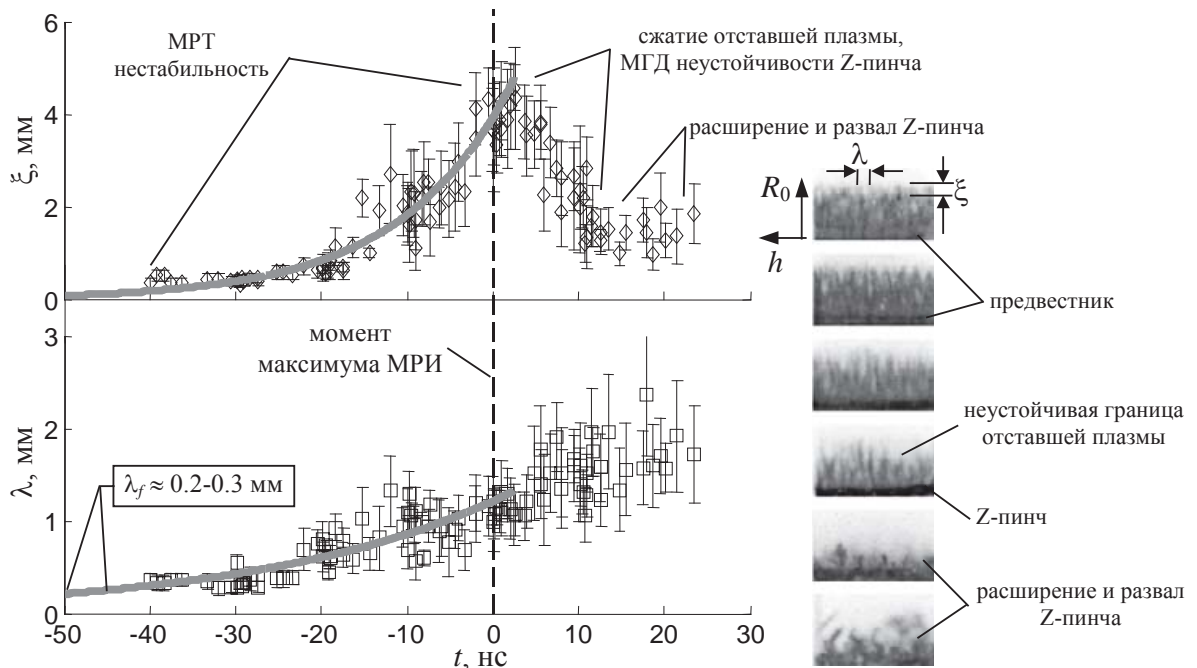 6
4
2
0
ξ, мм
МРТ
нестабильность
сжатие отставшей плазмы,
МГД неустойчивости Z-пинча
расширение и развал Z-пинча
λ
R₀
ξ
h
предвестник
3
2
1
0
λ, мм
момент
максимума МРИ
λf ≈ 0.2-0.3 мм
неустойчивая граница
отставшей плазмы
Z-пинч
расширение и развал
Z-пинча
-50 -40 -30 -20 -10 0 10 20 30
t, нс